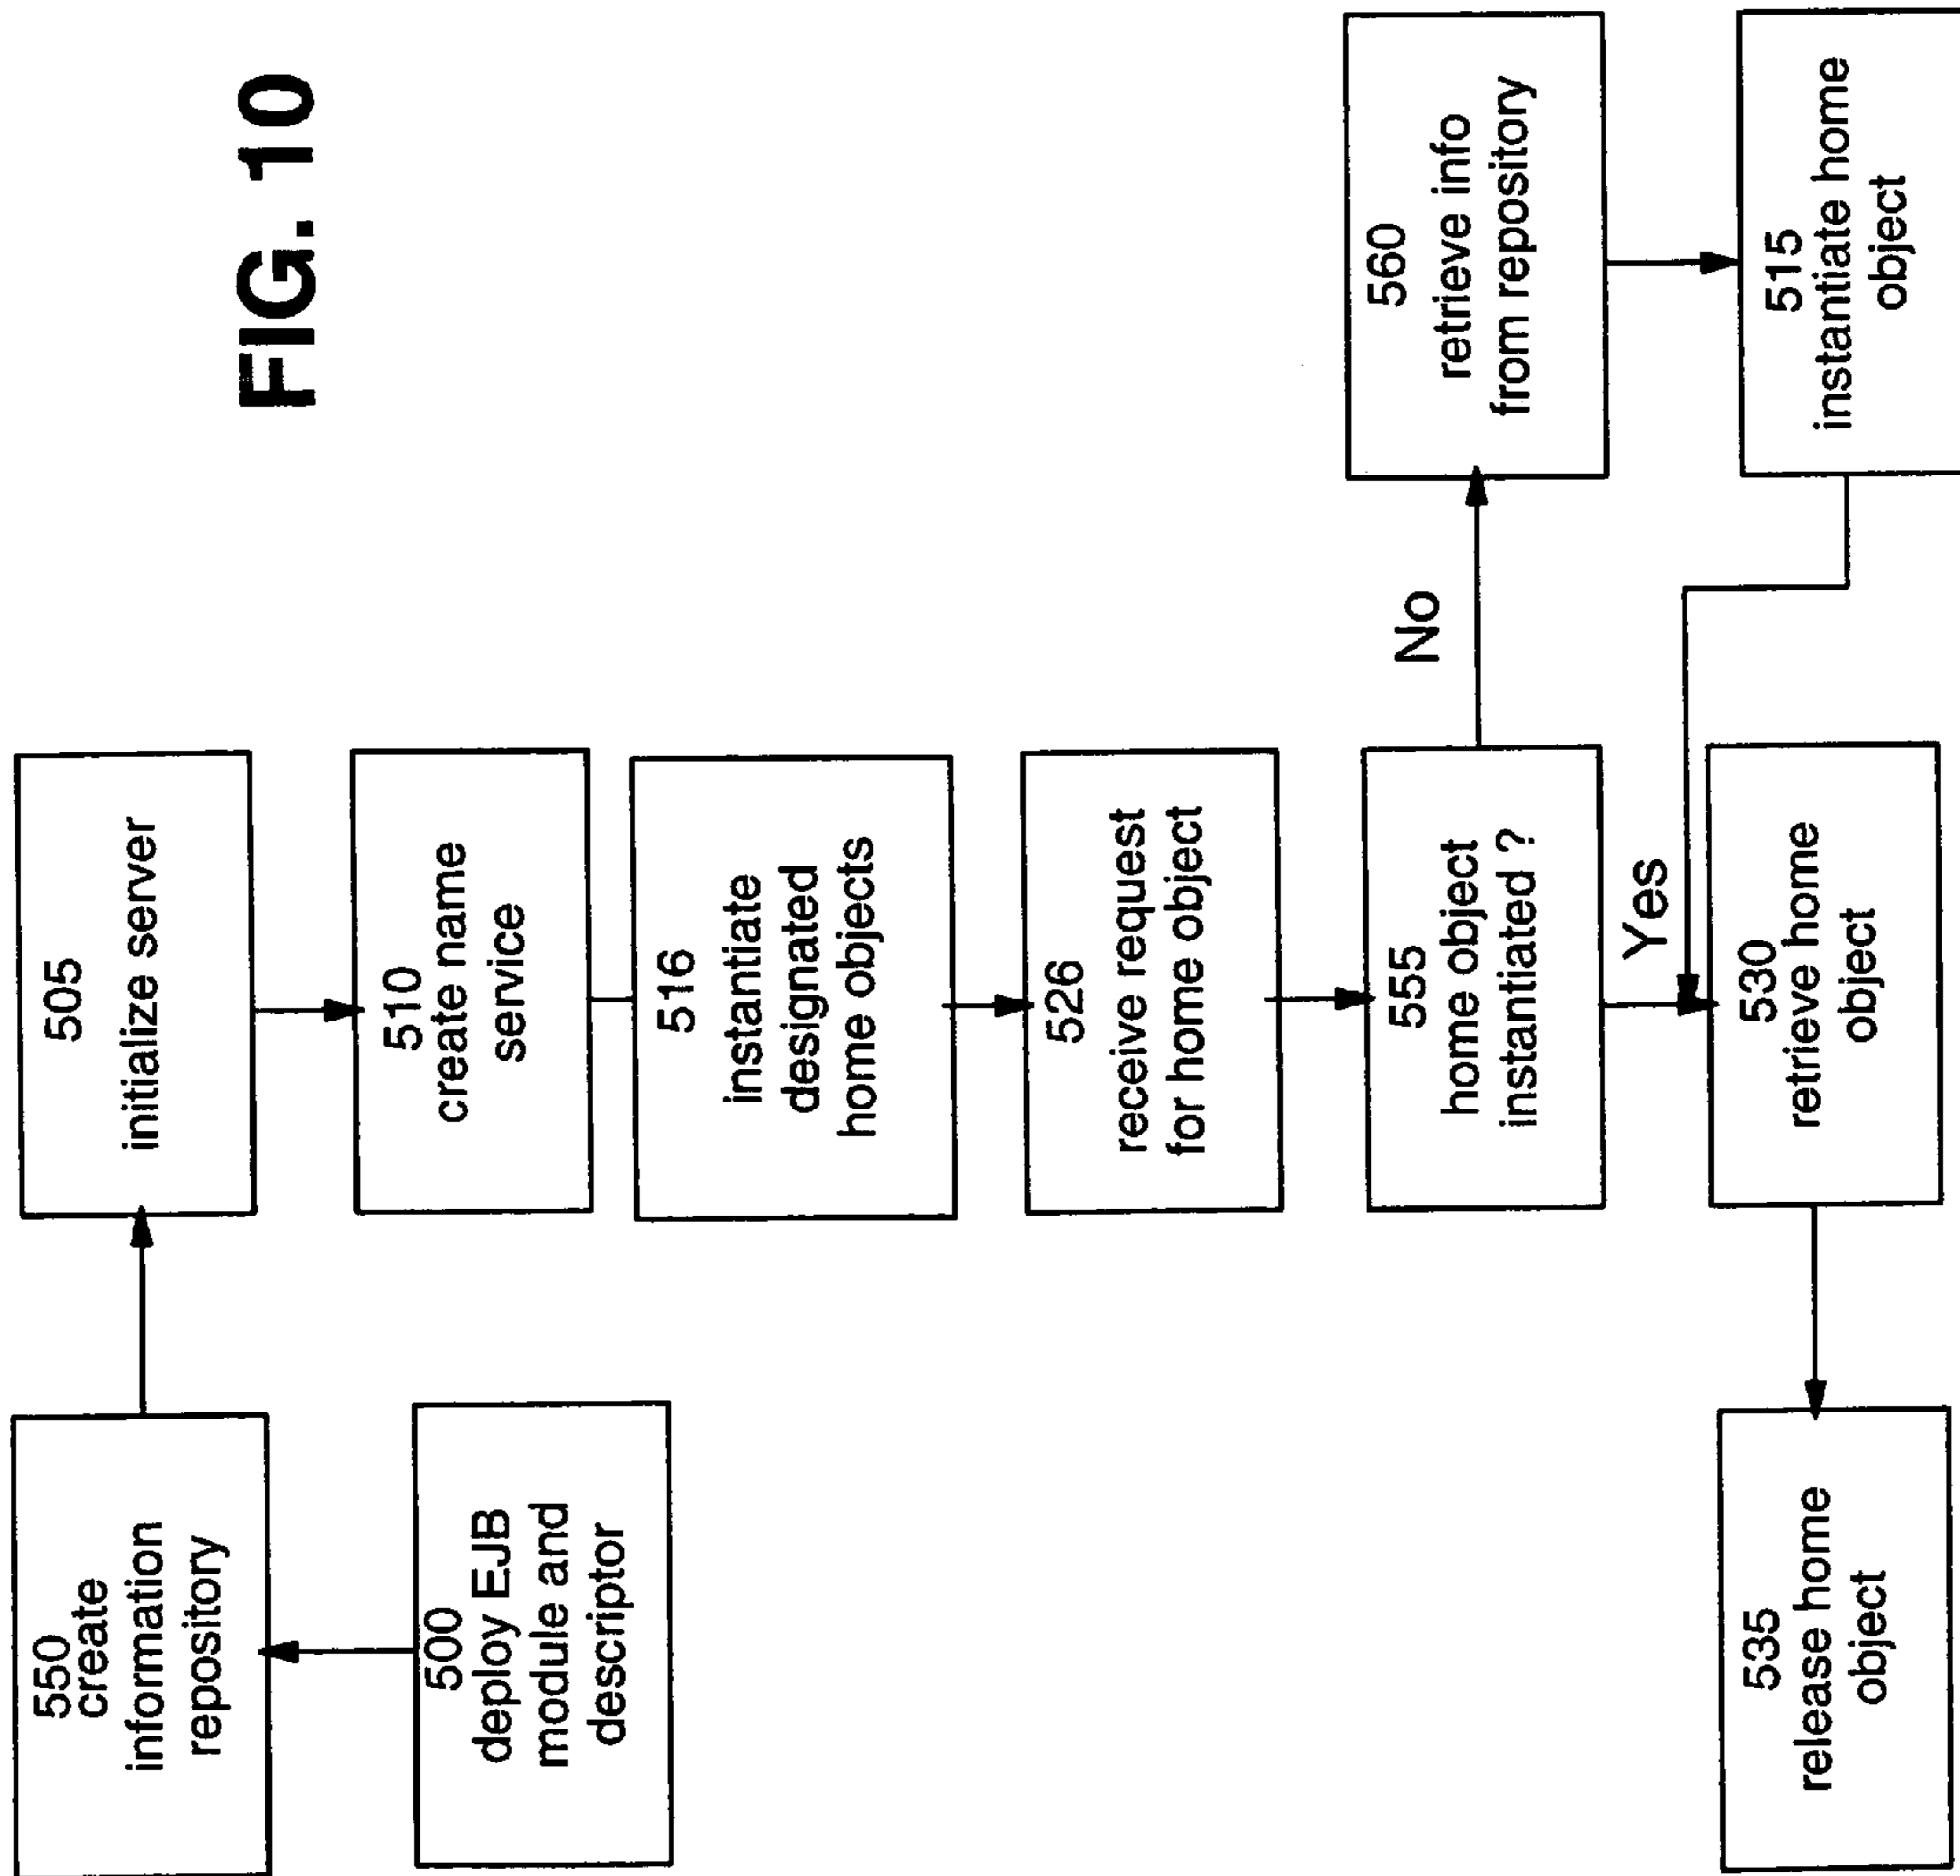 FIG. 10
500
deploy EJB
module and
descriptor
550
create
information
repository
505
initialize server
510
create name
service
516
instantiate
designated
home objects
526
receive request
for home object
555
home object
instantiated ?
No
560
retrieve info
from repository
515
instantiate home
object
Yes
530
retrieve home
object
535
release home
object